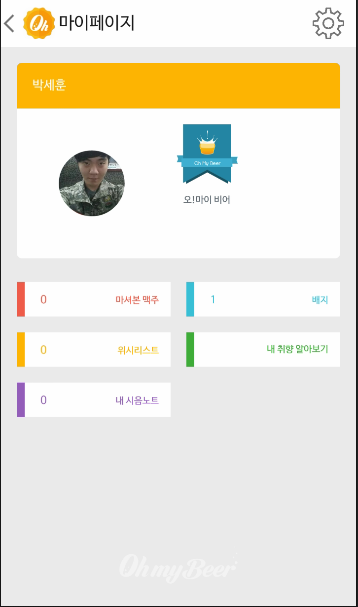 Oh 마이페이지
박세훈
Oh My Beer
오!마이 비어
0 마셔본 맥주
1 배지
0 위시리스트
내 취향 알아보기
0 내 시음노트
Oh my Beer